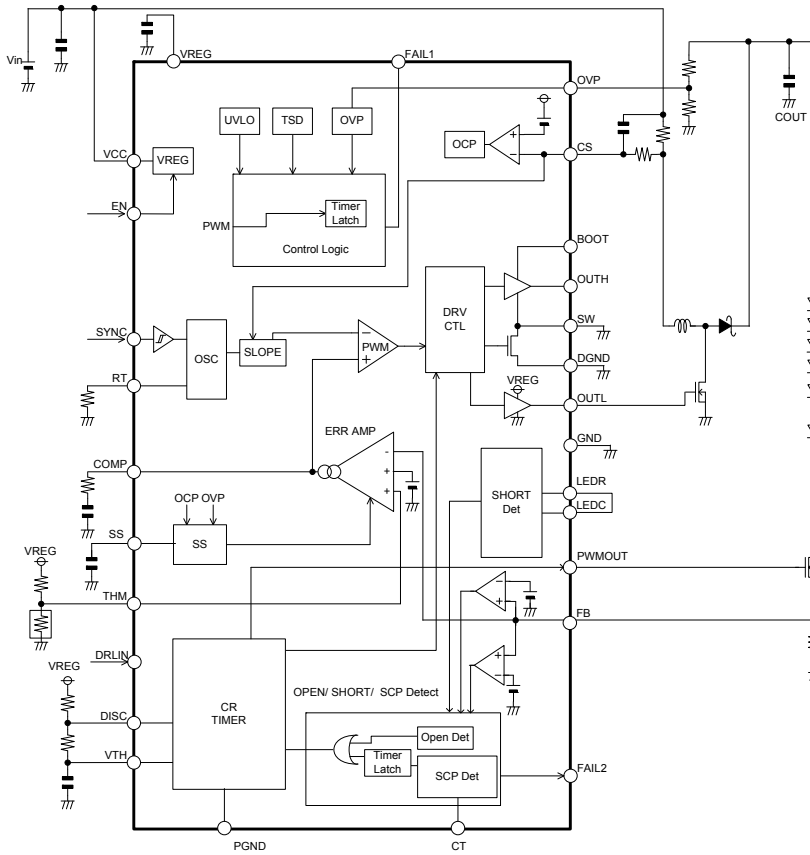 VREG
FAIL1
Vin
OVP
UVLO
TSD
OVP
COUT
OCP
+
−
CS
VCC
VREG
EN
PWM
Timer
Latch
Control Logic
BOOT
OUTH
DRV
CTL
SW
SYNC
OSC
SLOPE
−
+
PWM
DGND
RT
VREG
OUTL
ERR AMP
GND
COMP
-
+
+
SHORT
Det
LEDR
LEDC
OCP OVP
SS
SS
VREG
PWMOUT
THM
−
+
FB
DRLIN
VREG
+
−
CR
TIMER
OPEN/ SHORT/ SCP Detect
DISC
Open Det
Timer
Latch
VTH
SCP Det
FAIL2
PGND
CT